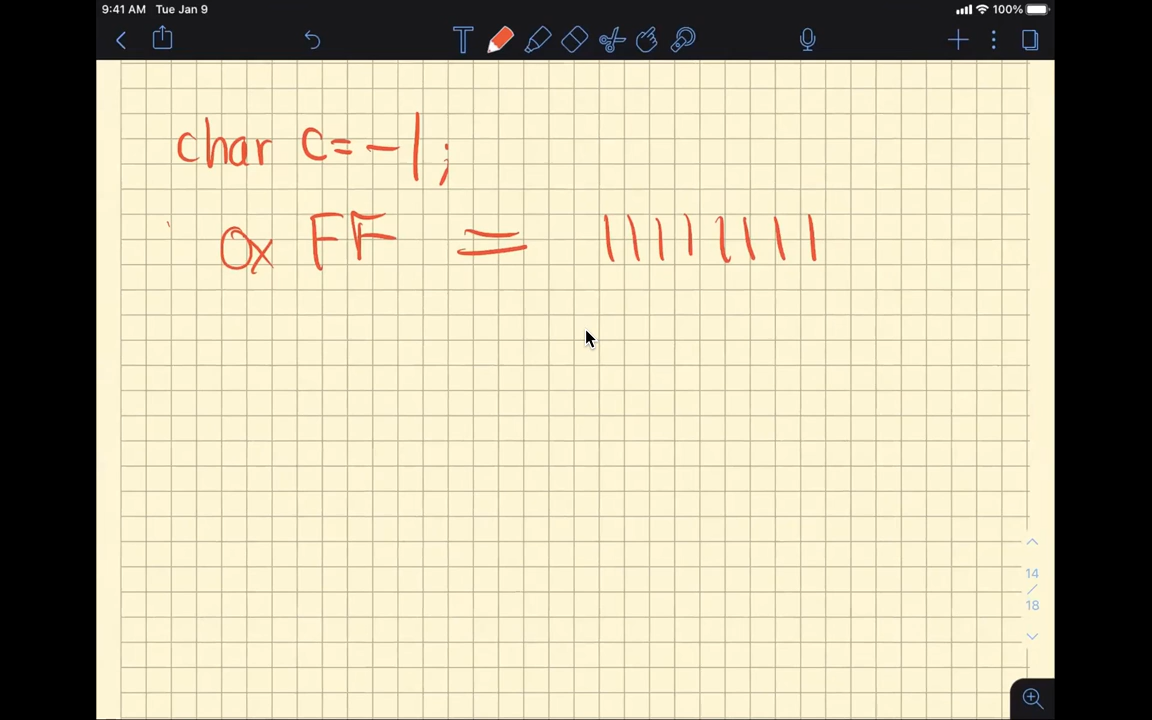 9:41 AM Tue Jan 9 100%
T
char c = -1;
0x FF = 11111111
14
/
18